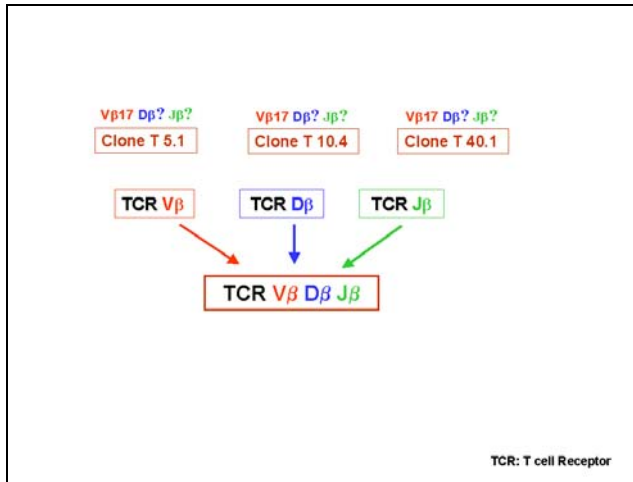 Vβ17 Dβ? Jβ? Vβ17 Dβ? Jβ? Vβ17 Dβ? Jβ?
Clone T 5.1 Clone T 10.4 Clone T 40.1
TCR Vβ TCR Dβ TCR Jβ
TCR Vβ Dβ Jβ
TCR: T cell Receptor